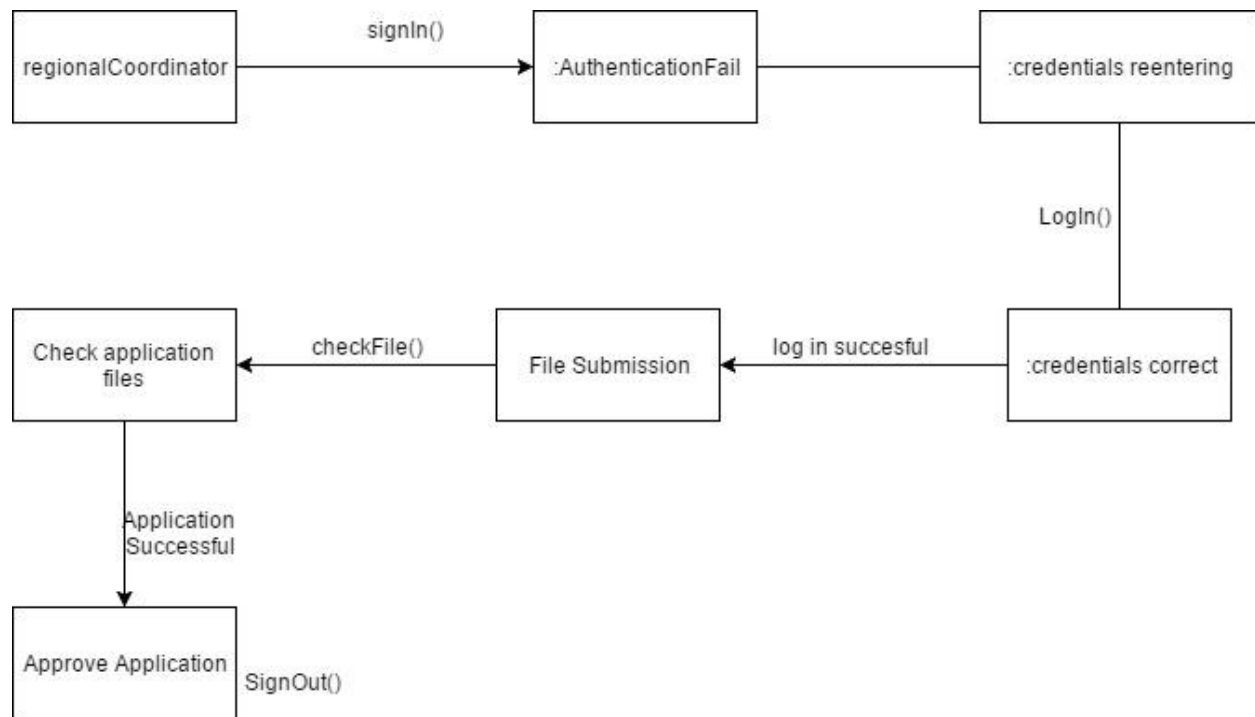 signIn()
regionalCoordinator
:AuthenticationFail
:credentials reentering
LogIn()
Check application
files
checkFile()
File Submission
log in succesful
:credentials correct
Application
Successful
Approve Application
SignOut()